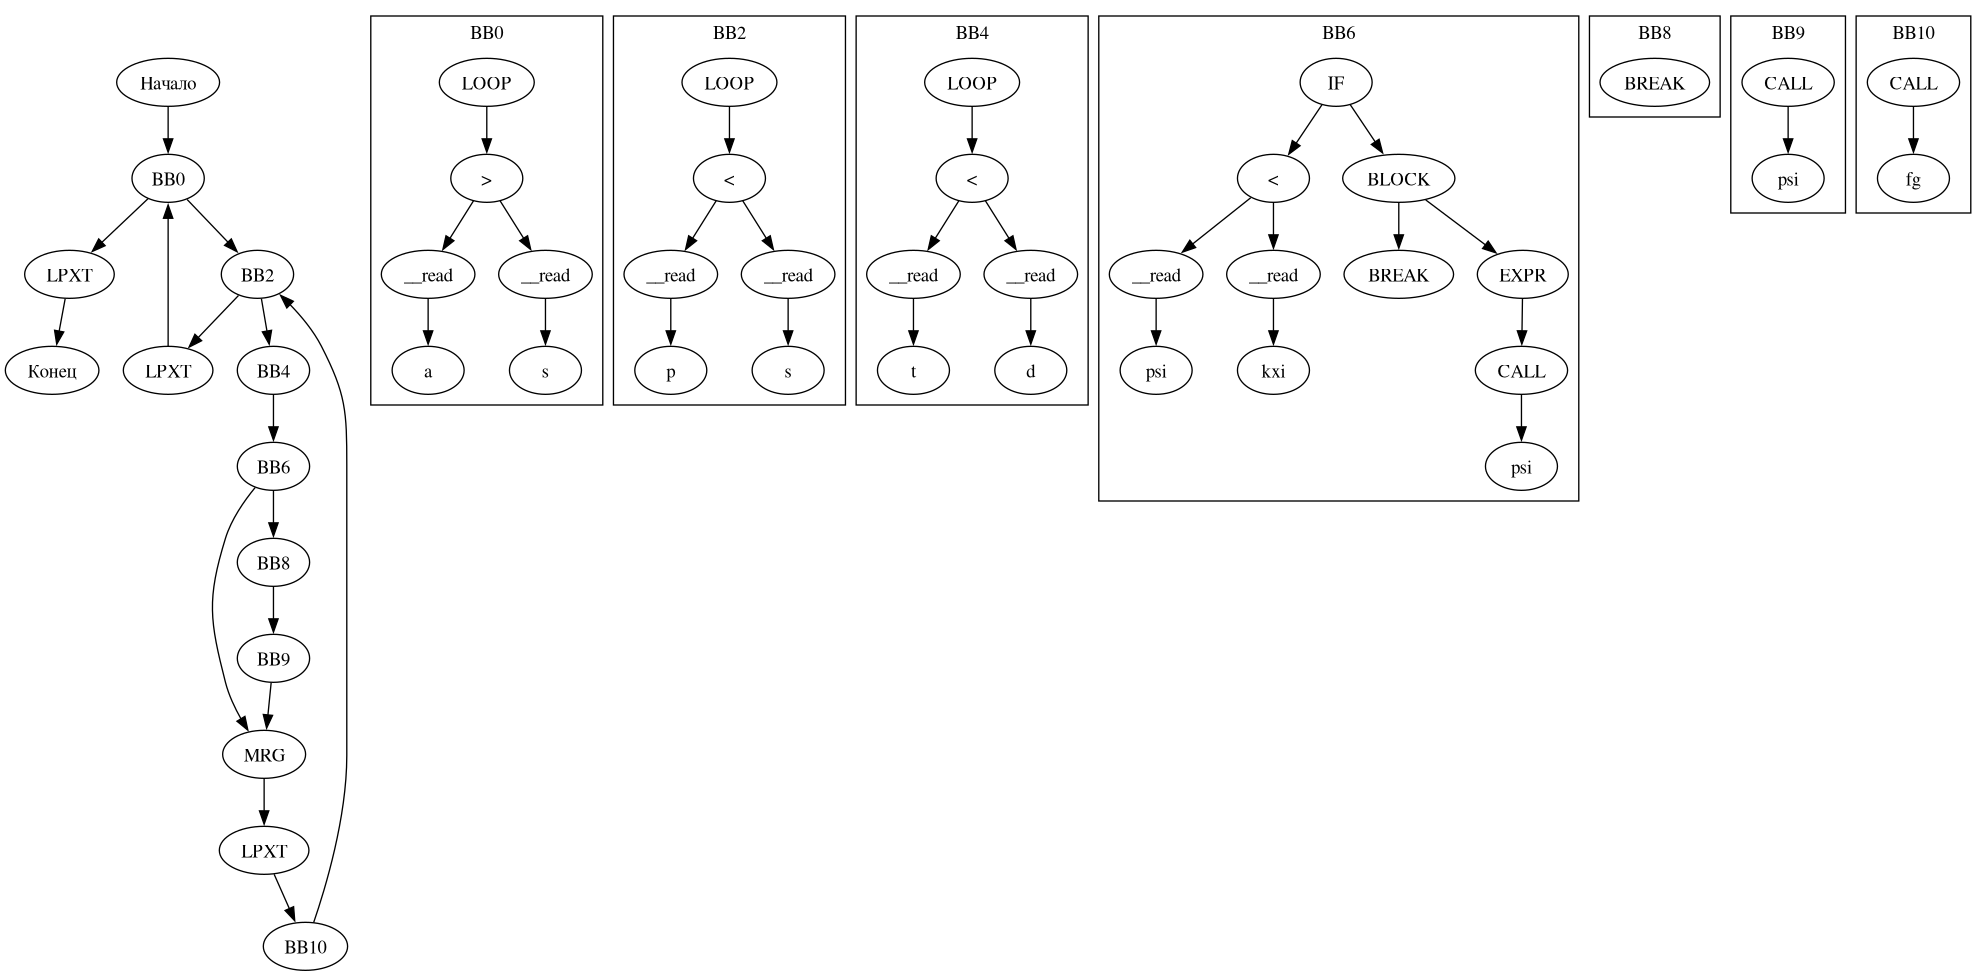 Начало
BB0
LPXT
BB2
Конец
LPXT
BB4
BB6
BB8
BB9
MRG
LPXT
BB10
BB0
LOOP
>
__read
__read
a
s
BB2
LOOP
<
__read
__read
p
s
BB4
LOOP
<
__read
__read
t
d
BB6
IF
<
BLOCK
__read
__read
BREAK
EXPR
psi
kxi
CALL
psi
BB8
BREAK
BB9
CALL
psi
BB10
CALL
fg